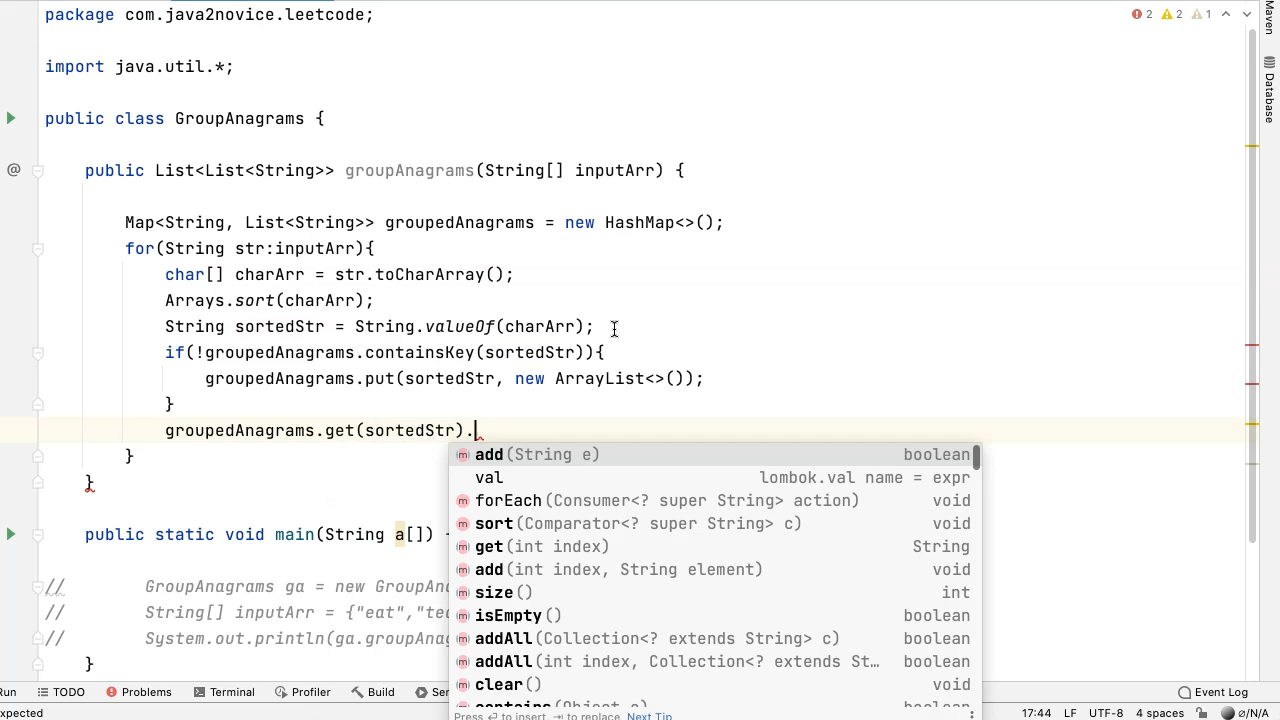 package com.java2novice.leetcode;
2 2 1
Maven
import java.util.*;
Database
public class GroupAnagrams {
@ public List<List<String>> groupAnagrams(String[] inputArr) {
Map<String, List<String>> groupedAnagrams = new HashMap<>();
for(String str:inputArr){
char[] charArr = str.toCharArray();
Arrays.sort(charArr);
String sortedStr = String.valueOf(charArr);
if(!groupedAnagrams.containsKey(sortedStr)){
groupedAnagrams.put(sortedStr, new ArrayList<>());
}
groupedAnagrams.get(sortedStr).
}
}
m add(String e) boolean
val lombok.val name = expr
m forEach(Consumer<? super String> action) void
m sort(Comparator<? super String> c) void
m get(int index) String
m add(int index, String element) void
m size() int
m isEmpty() boolean
m addAll(Collection<? extends String> c) boolean
m addAll(int index, Collection<? extends St… boolean
m clear() void
m contains(Object o) boolean
Press ⏎ to insert, ⇥ to replace Next Tip
public static void main(String a[])
// GroupAnagrams ga = new GroupAn
// String[] inputArr = {"eat","te
// System.out.println(ga.groupAna
}
Run TODO Problems Terminal Profiler Build Ser Event Log
xpected 17:44 LF UTF-8 4 spaces ⌀/N/A